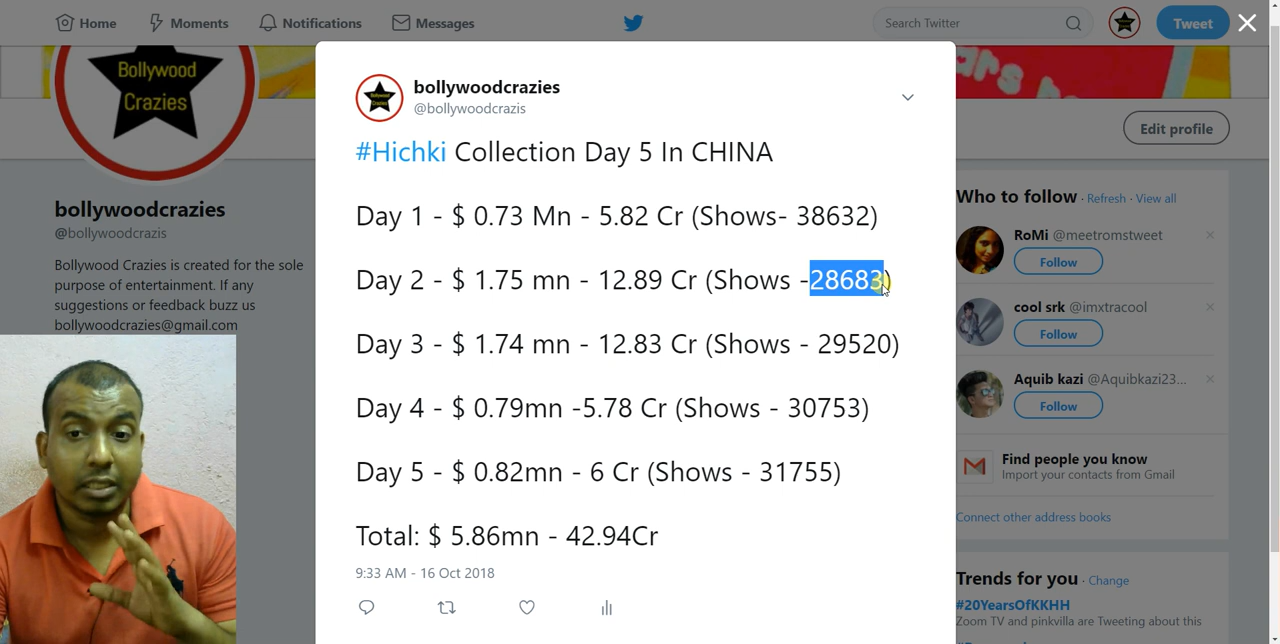 Home
Moments
Notifications
Messages
Search Twitter
Tweet
Bollywood
Crazies
Edit profile
bollywoodcrazies
@bollywoodcrazis
Bollywood Crazies is created for the sole
purpose of entertainment. If any
suggestions or feedback buzz us
bollywoodcrazies@gmail.com
bollywoodcrazies
@bollywoodcrazis
#Hichki Collection Day 5 In CHINA
Day 1 - $ 0.73 Mn - 5.82 Cr (Shows- 38632)
Day 2 - $ 1.75 mn - 12.89 Cr (Shows -28683)
Day 3 - $ 1.74 mn - 12.83 Cr (Shows - 29520)
Day 4 - $ 0.79mn -5.78 Cr (Shows - 30753)
Day 5 - $ 0.82mn - 6 Cr (Shows - 31755)
Total: $ 5.86mn - 42.94Cr
9:33 AM - 16 Oct 2018
Who to follow · Refresh · View all
RoMi @meetromstweet
Follow
cool srk @imxtracool
Follow
Aquib kazi @Aquibkazi23...
Follow
Find people you know
Import your contacts from Gmail
Connect other address books
Trends for you · Change
#20YearsOfKKHH
Zoom TV and pinkvilla are Tweeting about this